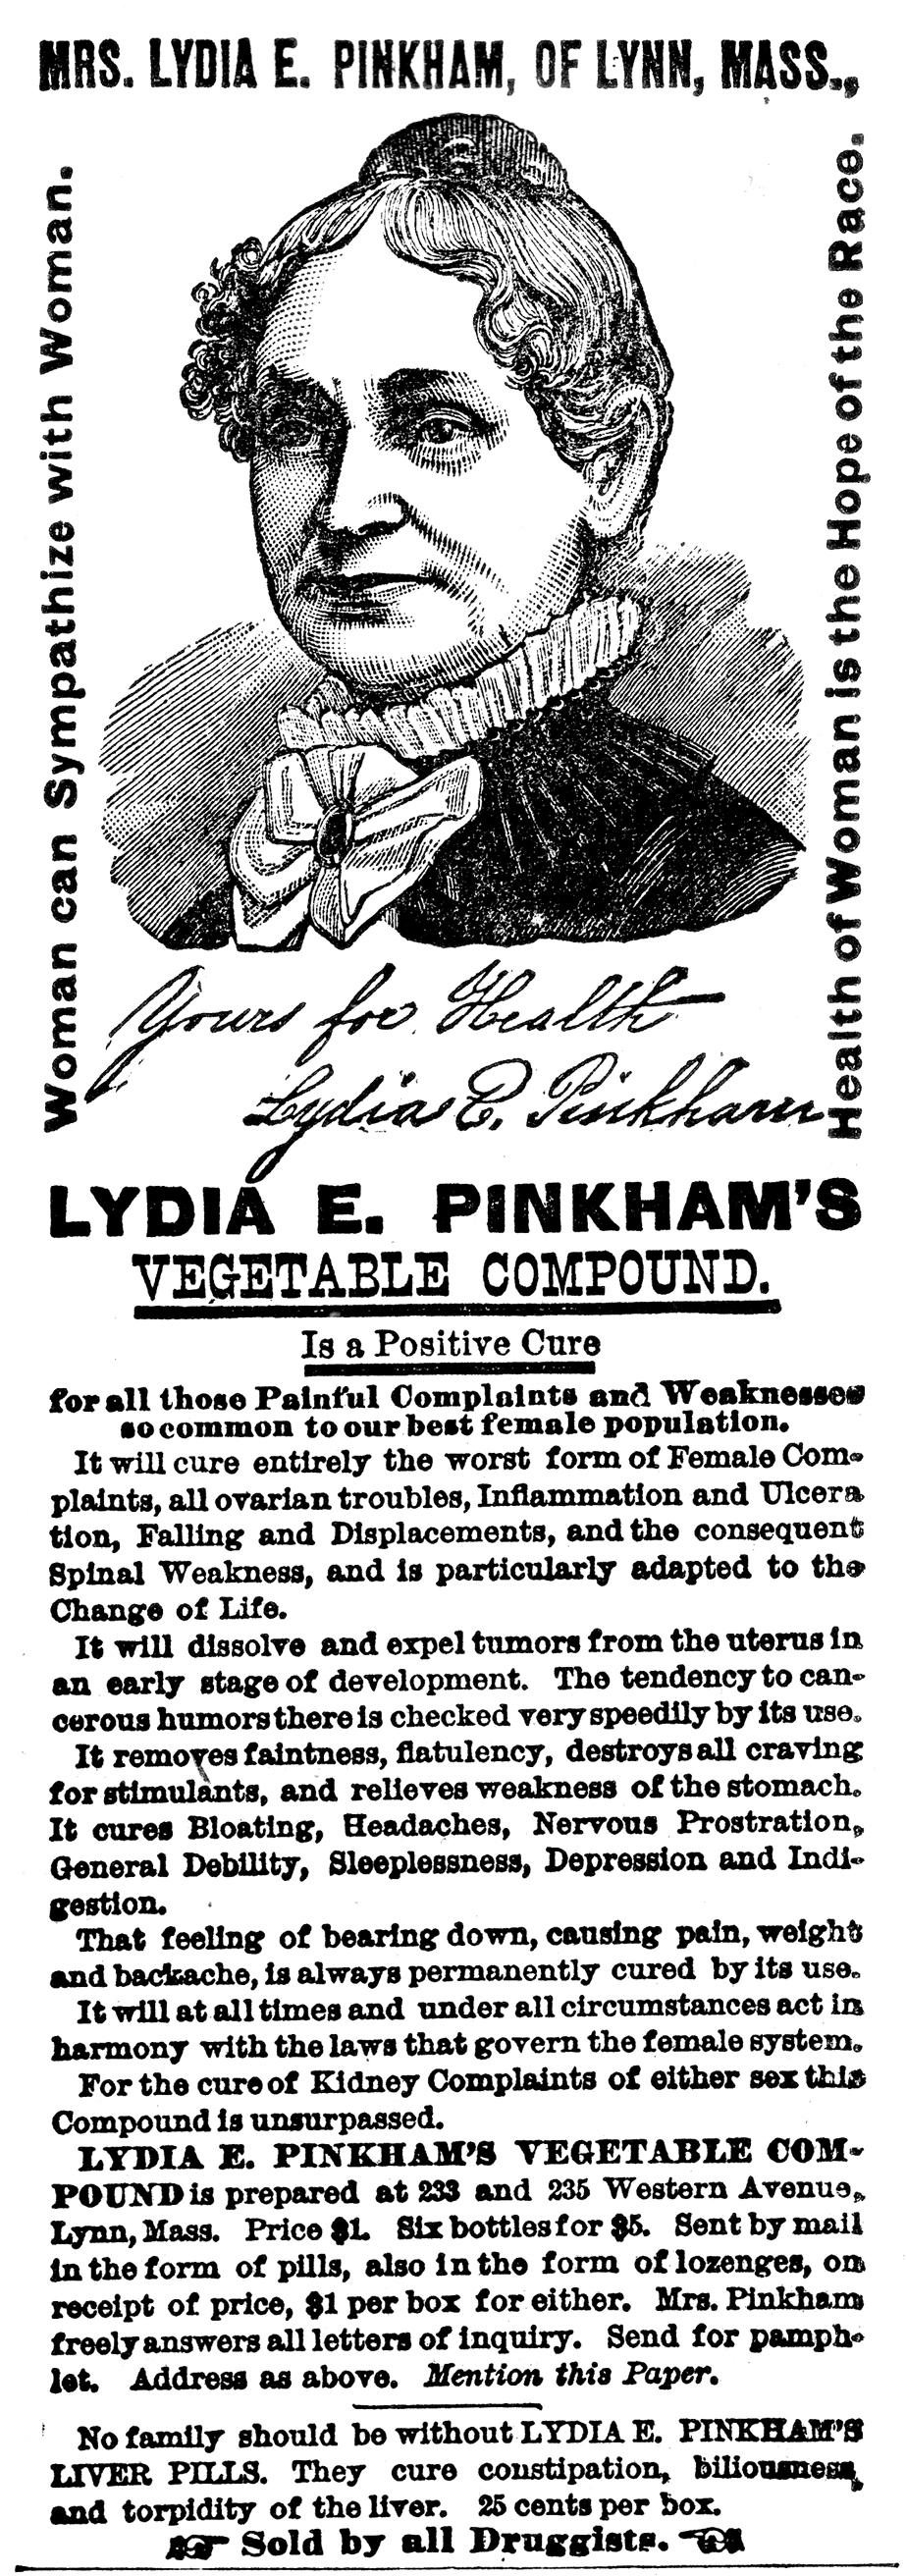 MRS. LYDIA E. PINKHAM, OF LYNN, MASS.,
Woman can Sympathize with Woman.
Health of Woman is the Hope of the Race.
Yours for Health
Lydia E. Pinkham
LYDIA E. PINKHAM'S
VEGETABLE COMPOUND.
Is a Positive Cure
for all those Painful Complaints and Weaknesses
so common to our best female population.
It will cure entirely the worst form of Female Com-
plaints, all ovarian troubles, Inflammation and Ulcera
tion, Falling and Displacements, and the consequent
Spinal Weakness, and is particularly adapted to the
Change of Life.
It will dissolve and expel tumors from the uterus in
an early stage of development. The tendency to can-
cerous humors there is checked very speedily by its use.
It removes faintness, flatulency, destroys all craving
for stimulants, and relieves weakness of the stomach.
It cures Bloating, Headaches, Nervous Prostration,
General Debility, Sleeplessness, Depression and Indi-
gestion.
That feeling of bearing down, causing pain, weight
and backache, is always permanently cured by its use.
It will at all times and under all circumstances act in
harmony with the laws that govern the female system.
For the cure of Kidney Complaints of either sex this
Compound is unsurpassed.
LYDIA E. PINKHAM'S VEGETABLE COM-
POUND is prepared at 233 and 235 Western Avenue,
Lynn, Mass. Price $1. Six bottles for $5. Sent by mail
in the form of pills, also in the form of lozenges, on
receipt of price, $1 per box for either. Mrs. Pinkham
freely answers all letters of inquiry. Send for pamph-
let. Address as above. Mention this Paper.
No family should be without LYDIA E. PINKHAM'S
LIVER PILLS. They cure constipation, biliousness,
and torpidity of the liver. 25 cents per box.
Sold by all Druggists.